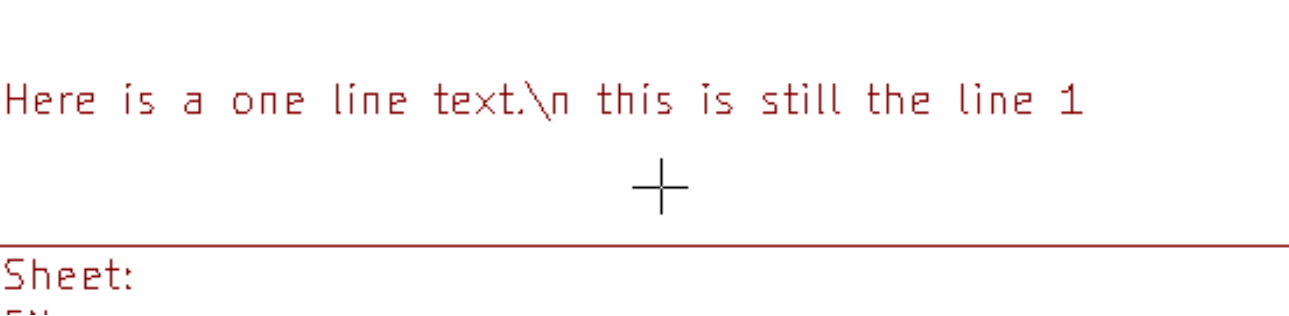 Here is a one line text.\n this is still the line 1
Sheet: